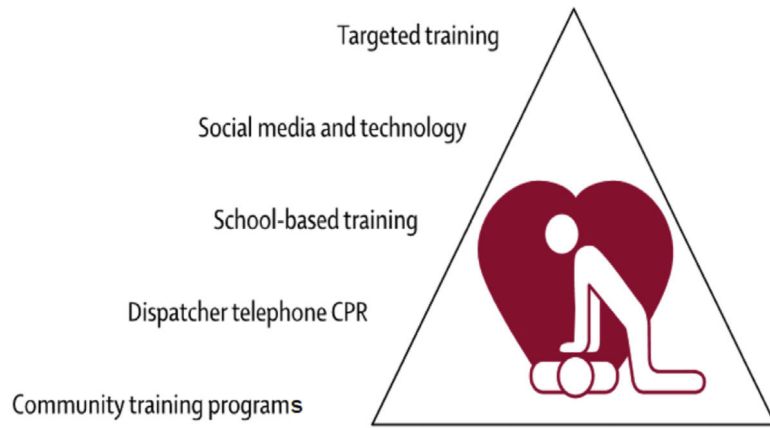 Targeted training
Social media and technology
School-based training
Dispatcher telephone CPR
Community training programs